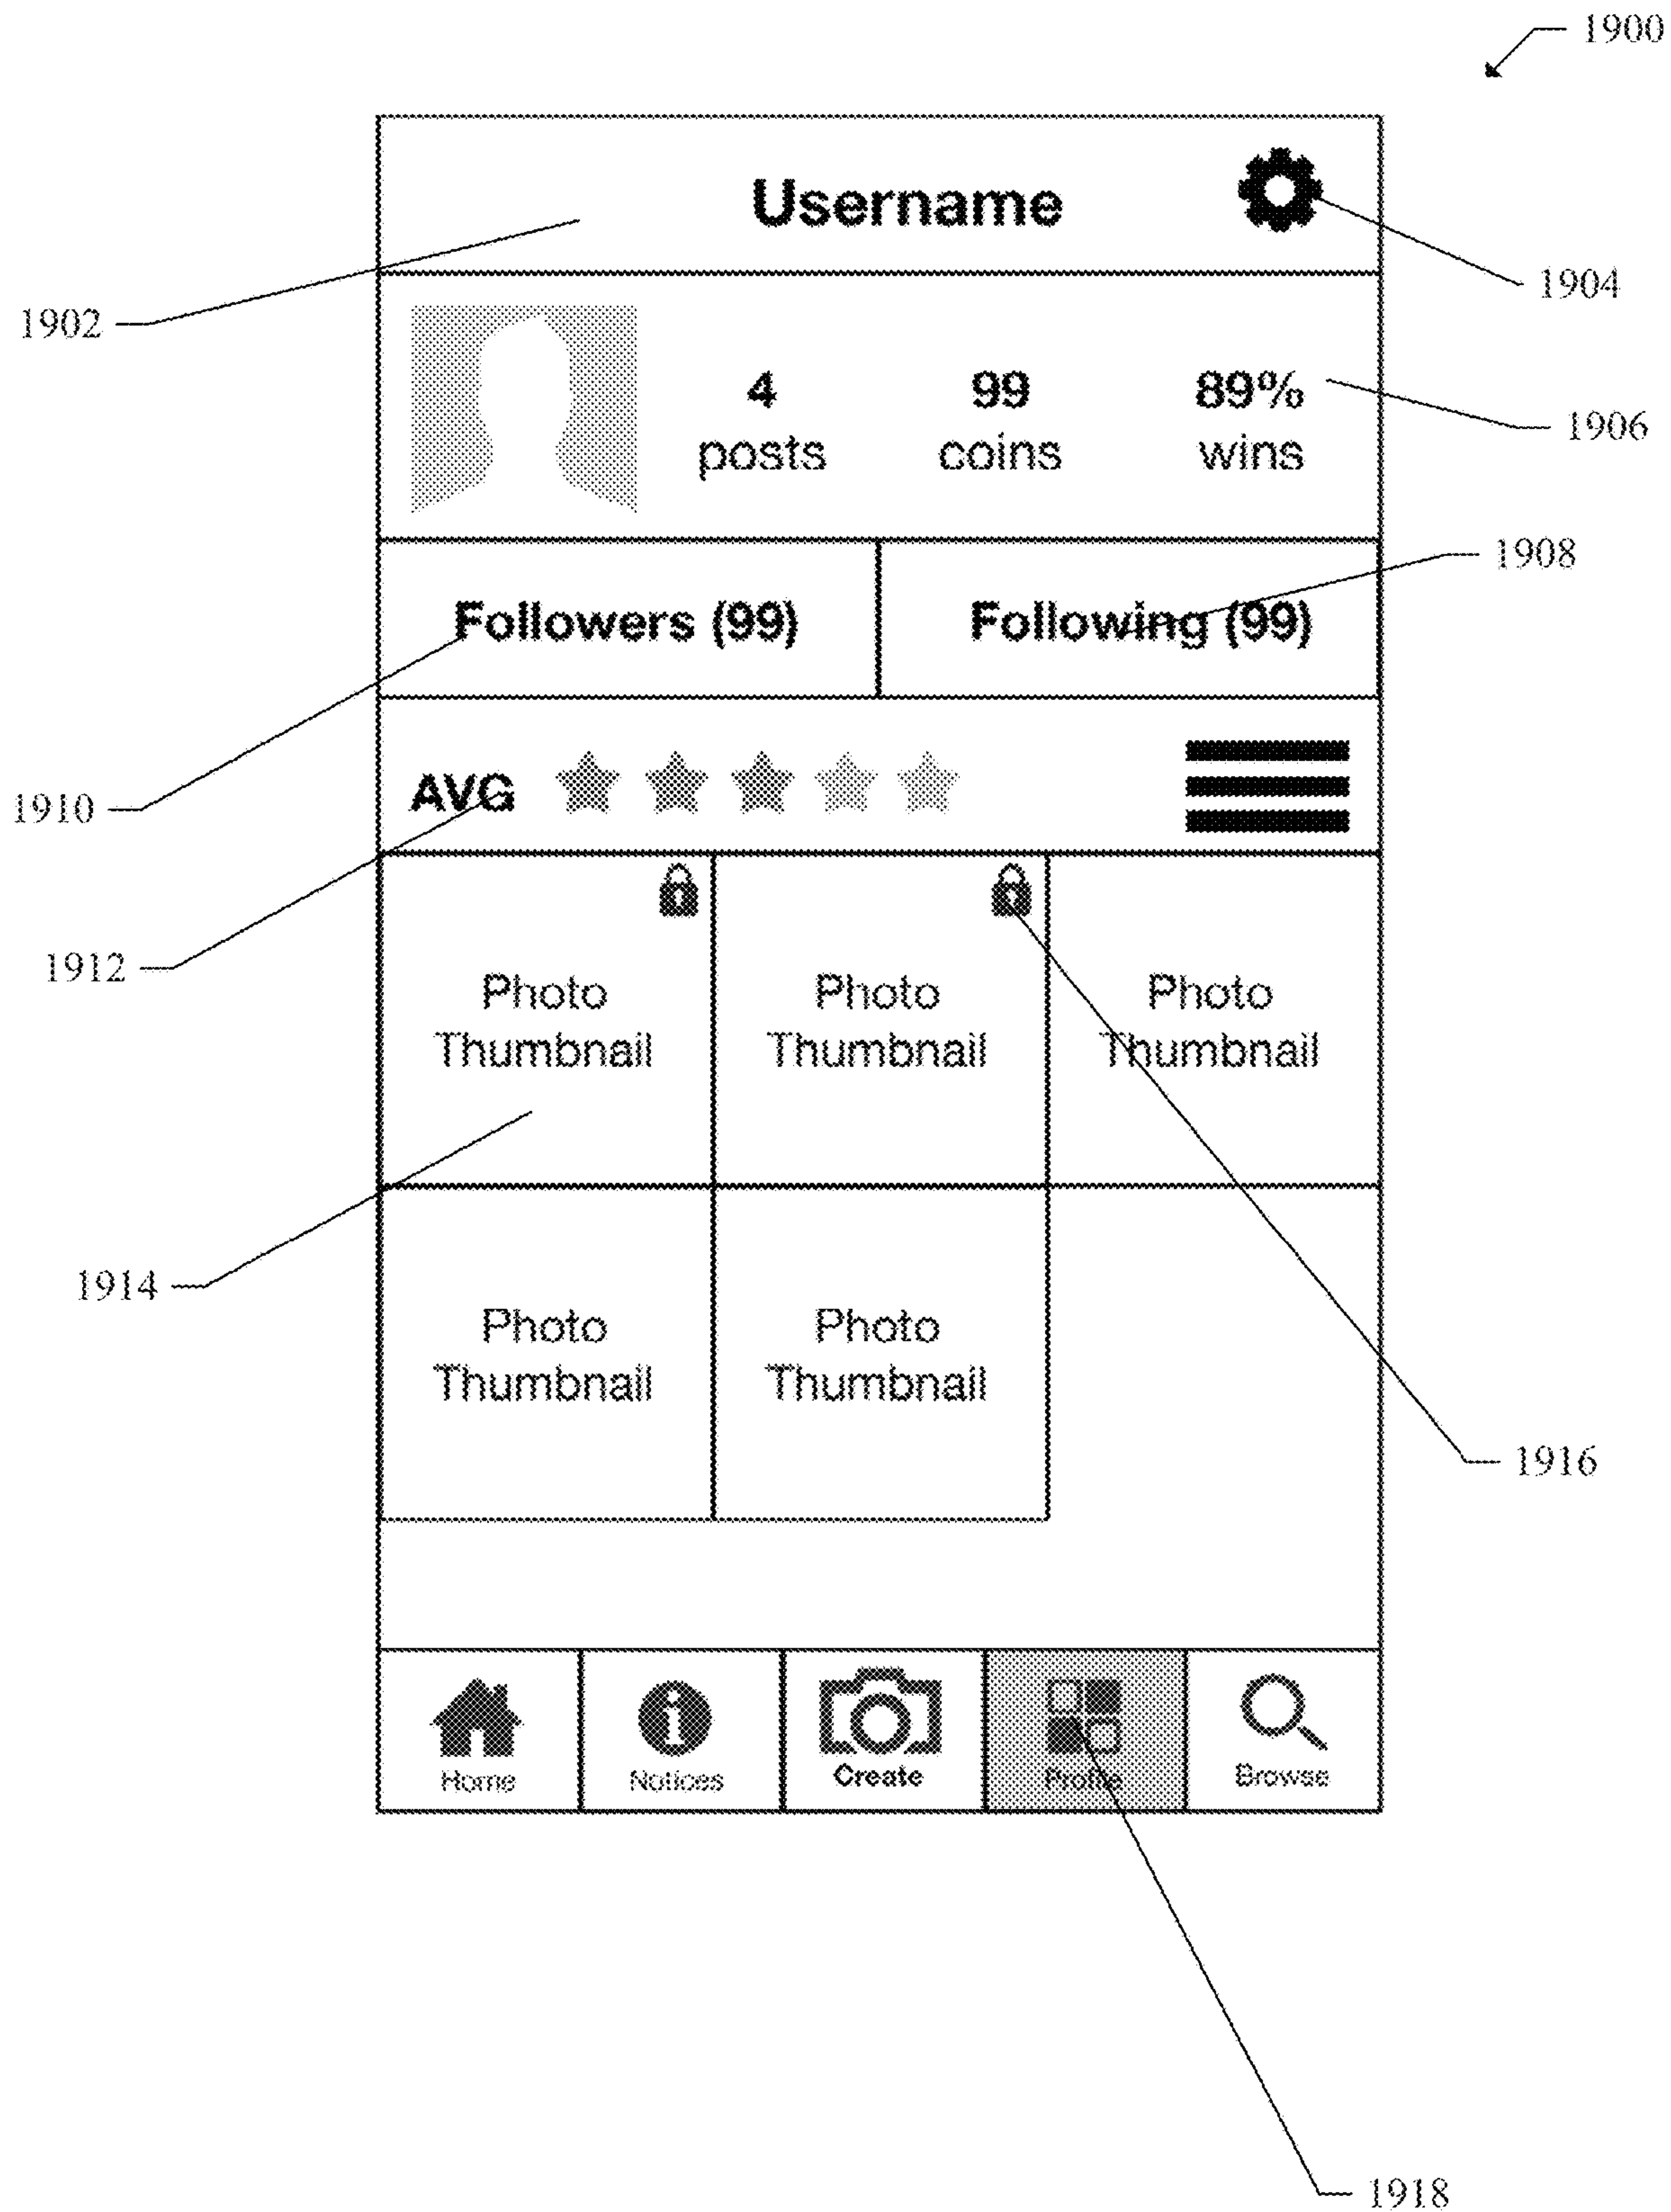 1900
Username
1904
1902
4 99 89%
posts coins wins
1906
1908
Followers (99) Following (99)
1910
AVG
1912
Photo Photo Photo
Thumbnail Thumbnail Thumbnail
1914
Photo Photo
Thumbnail Thumbnail
1916
Home Notices Create Profile Browse
1918